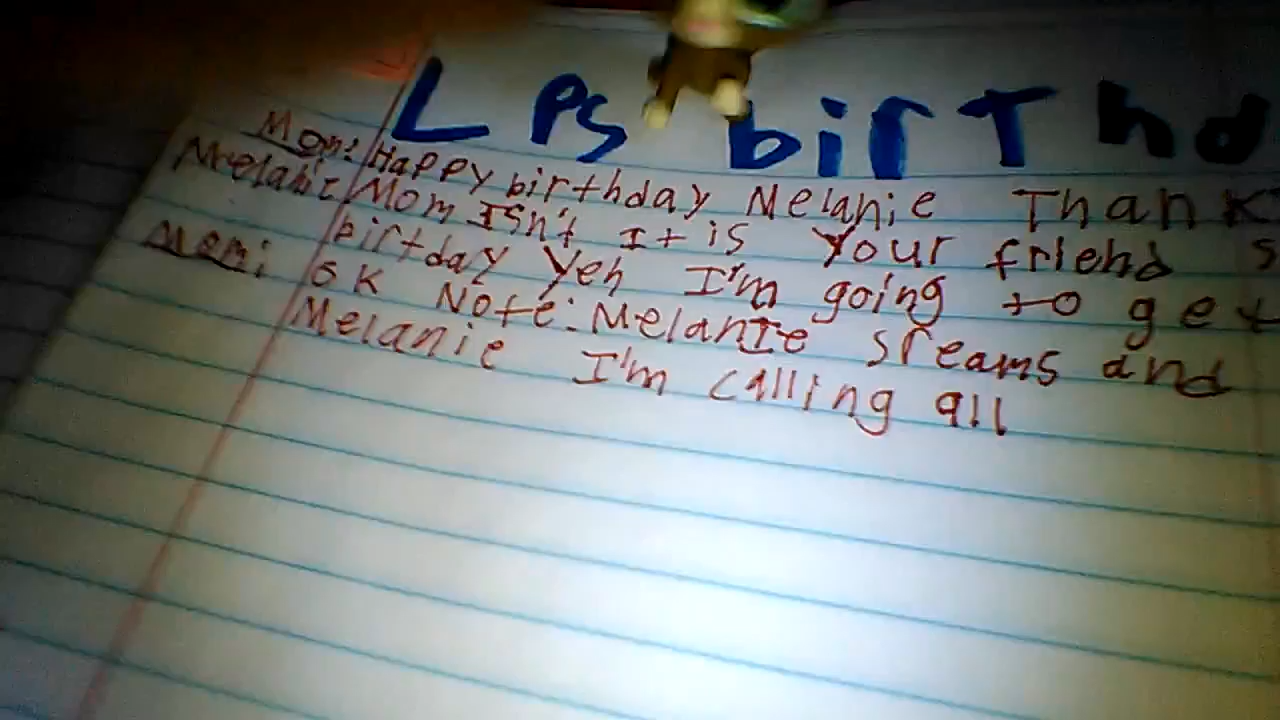 LPS birThd
Mom: Happy birthday Melanie Thank
Melanie Mom Isn't It is Your friend s
birtday Yeh I'm going to get
Mom: OK Note: Melanie sreams and
Melanie I'm calling all